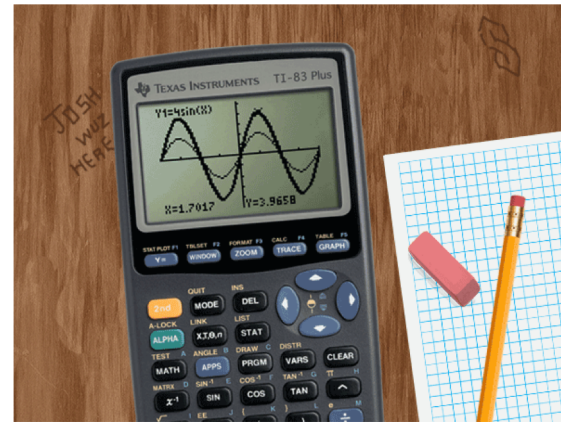 TEXAS INSTRUMENTS TI-83 Plus
Y1=4sin(X)
X=1.7017 Y=3.9658
JOSH
WUZ
HERE
STAT PLOT F1 TBLSET F2 FORMAT F3 CALC F4 TABLE F5
Y= WINDOW ZOOM TRACE GRAPH
QUIT INS
2nd MODE DEL
A-LOCK LINK LIST
ALPHA X,T,Θ,n STAT
TEST A ANGLE B DRAW C DISTR
MATH APPS PRGM VARS CLEAR
MATRX D SIN⁻¹ E COS⁻¹ F TAN⁻¹ G π H
x⁻¹ SIN COS TAN ^
√ I EE J { K } L e M
÷